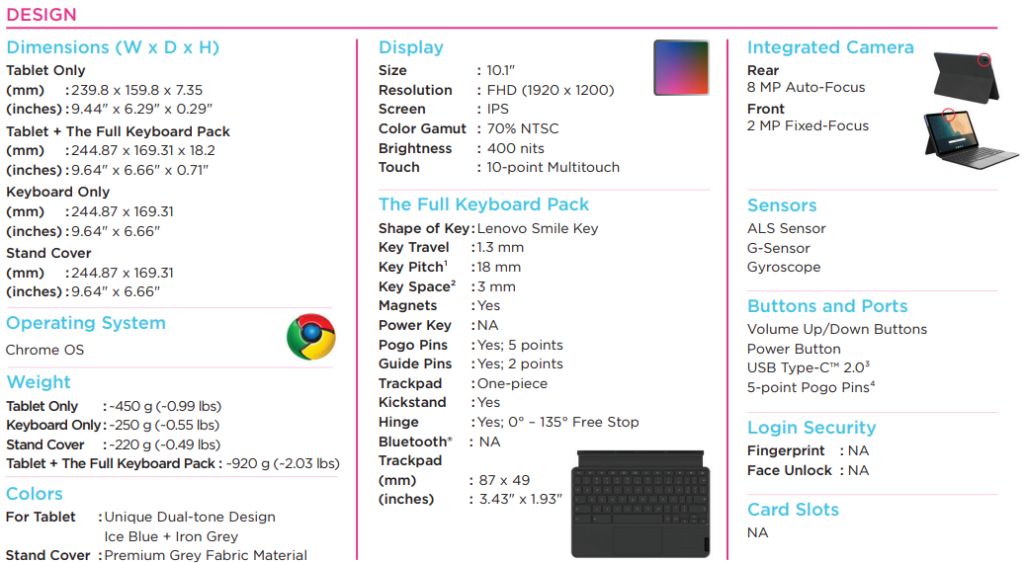 DESIGN
Dimensions (W x D x H)
Tablet Only
(mm) : 239.8 x 159.8 x 7.35
(inches) : 9.44" x 6.29" x 0.29"
Tablet + The Full Keyboard Pack
(mm) : 244.87 x 169.31 x 18.2
(inches) : 9.64" x 6.66" x 0.71"
Keyboard Only
(mm) : 244.87 x 169.31
(inches) : 9.64" x 6.66"
Stand Cover
(mm) : 244.87 x 169.31
(inches) : 9.64" x 6.66"
Operating System
Chrome OS
Weight
Tablet Only : ~450 g (~0.99 lbs)
Keyboard Only : ~250 g (~0.55 lbs)
Stand Cover : ~220 g (~0.49 lbs)
Tablet + The Full Keyboard Pack : ~920 g (~2.03 lbs)
Colors
For Tablet : Unique Dual-tone Design
Ice Blue + Iron Grey
Stand Cover : Premium Grey Fabric Material
Display
Size : 10.1"
Resolution : FHD (1920 x 1200)
Screen : IPS
Color Gamut : 70% NTSC
Brightness : 400 nits
Touch : 10-point Multitouch
The Full Keyboard Pack
Shape of Key : Lenovo Smile Key
Key Travel : 1.3 mm
Key Pitch¹ : 18 mm
Key Space² : 3 mm
Magnets : Yes
Power Key : NA
Pogo Pins : Yes; 5 points
Guide Pins : Yes; 2 points
Trackpad : One-piece
Kickstand : Yes
Hinge : Yes; 0° – 135° Free Stop
Bluetooth® : NA
Trackpad
(mm) : 87 x 49
(inches) : 3.43" x 1.93"
Integrated Camera
Rear
8 MP Auto-Focus
Front
2 MP Fixed-Focus
Sensors
ALS Sensor
G-Sensor
Gyroscope
Buttons and Ports
Volume Up/Down Buttons
Power Button
USB Type-C™ 2.0³
5-point Pogo Pins⁴
Login Security
Fingerprint : NA
Face Unlock : NA
Card Slots
NA